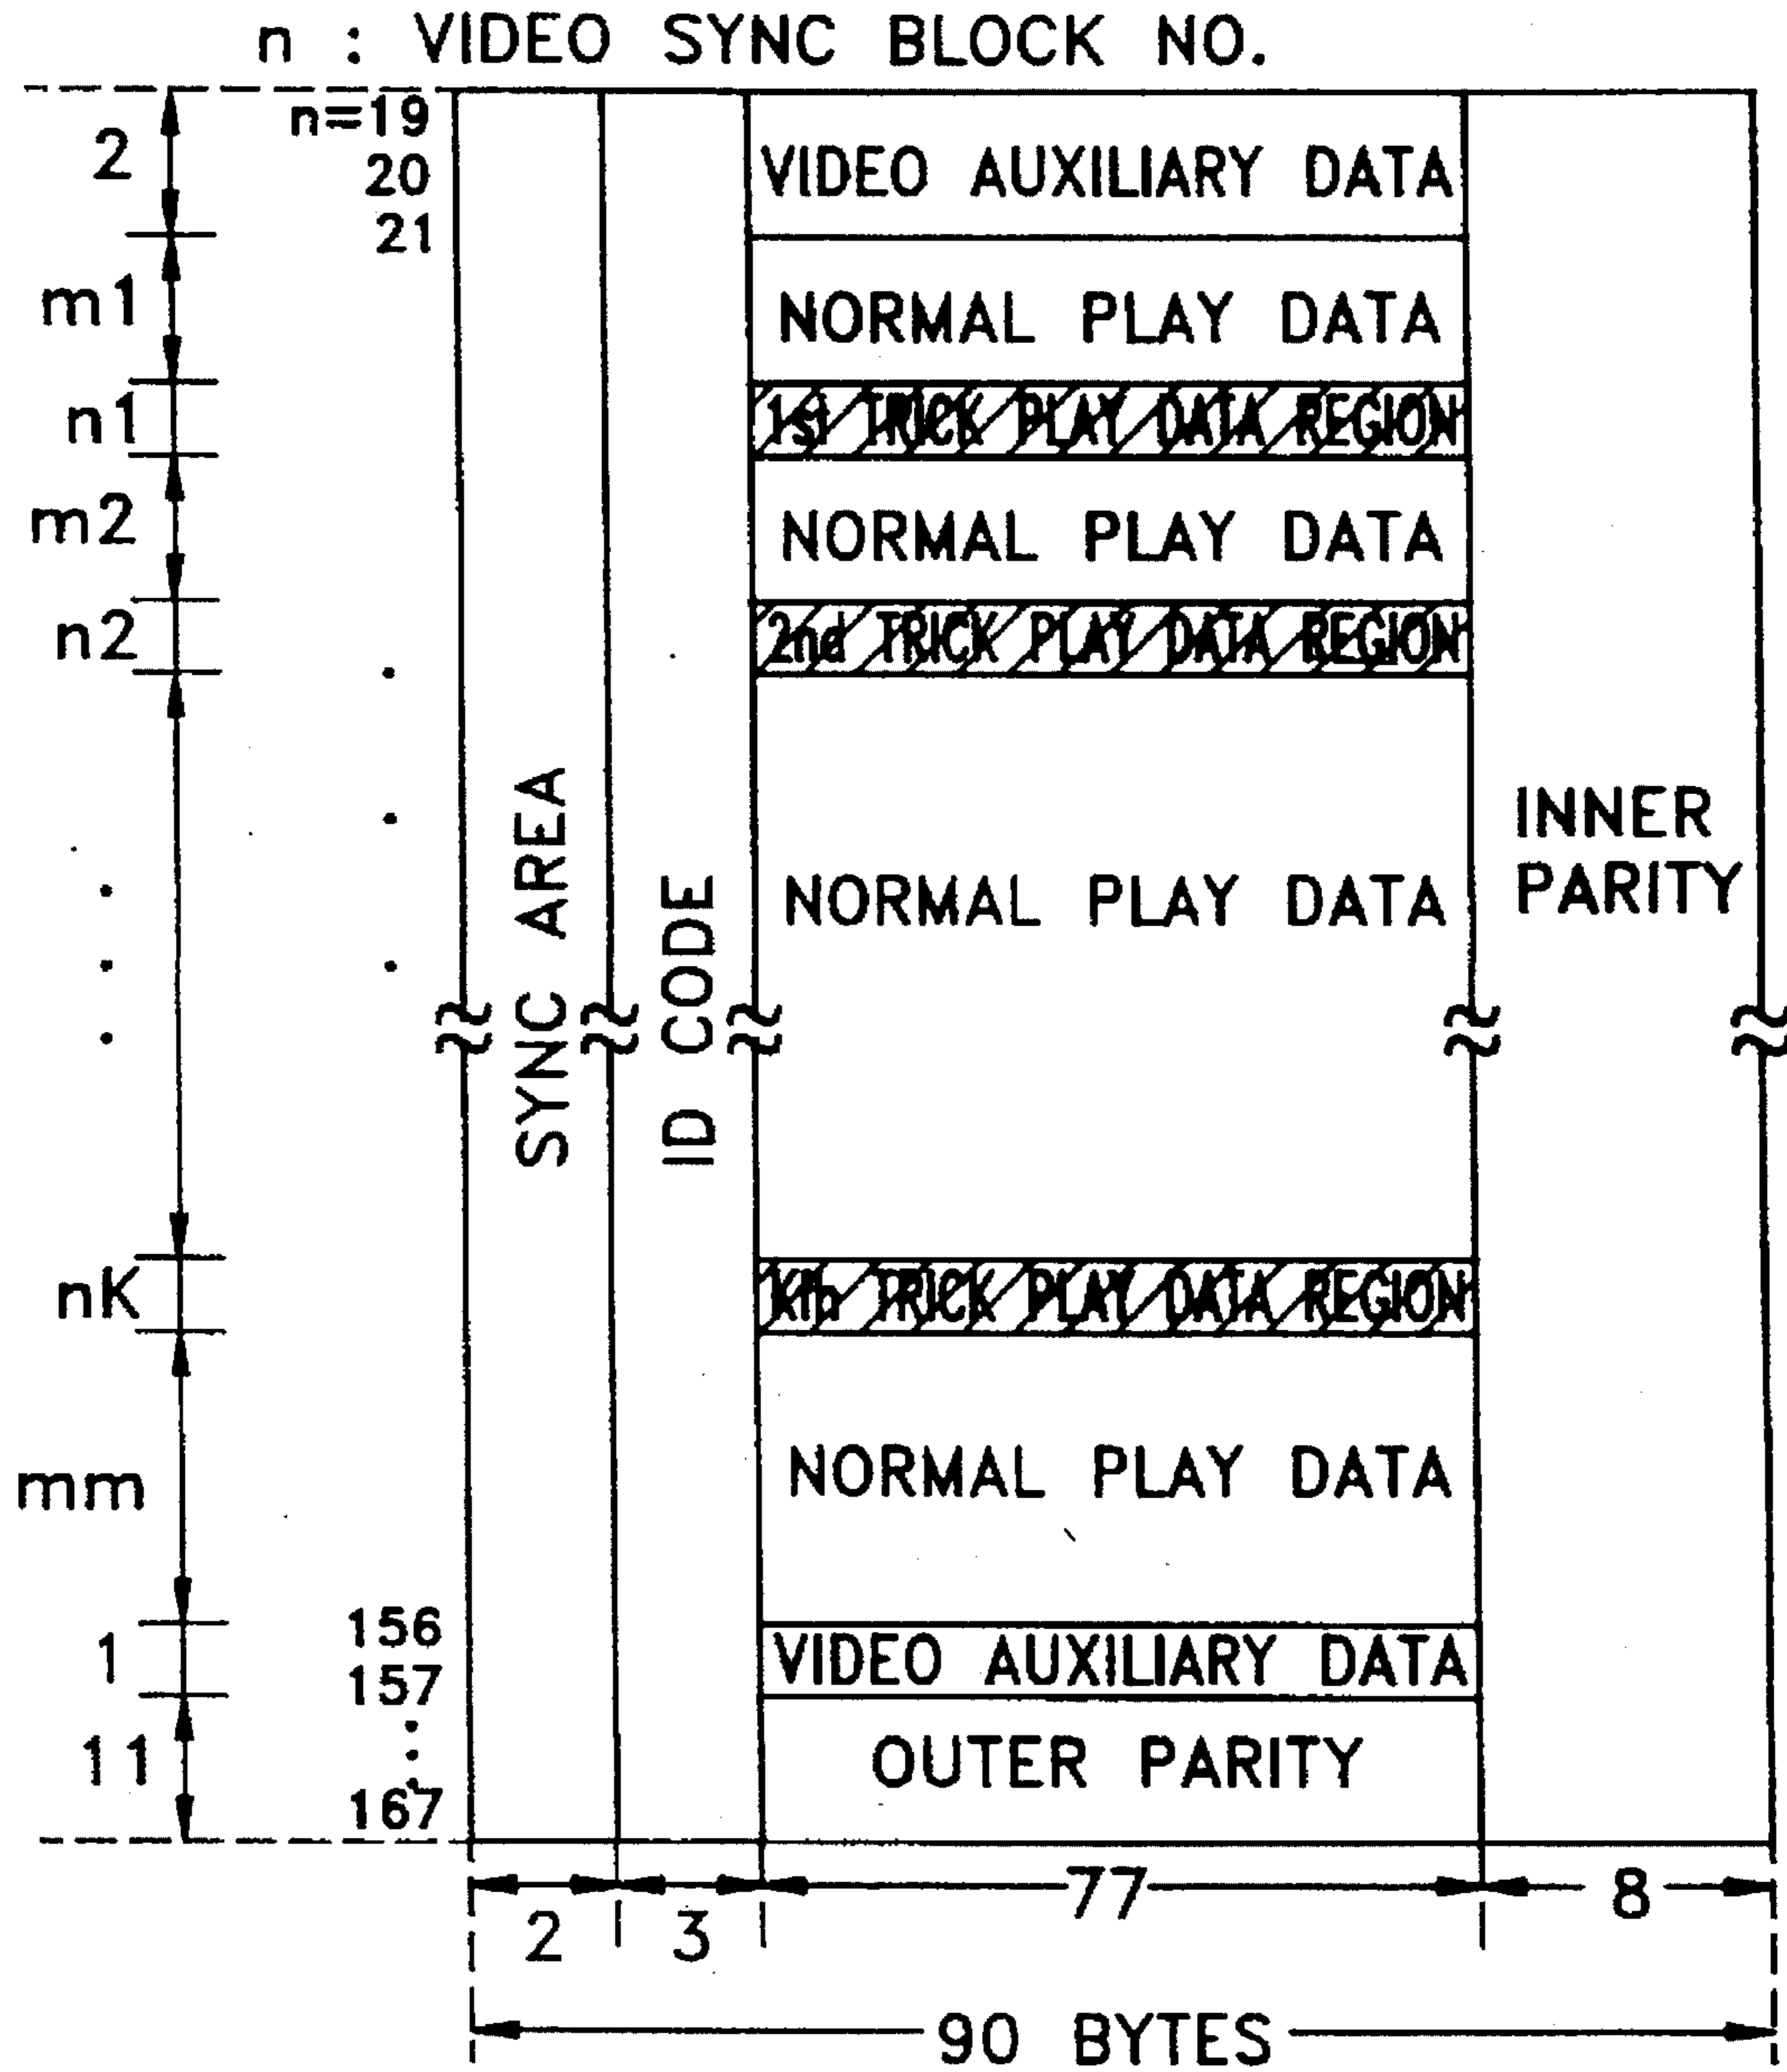 n : VIDEO SYNC BLOCK NO.
n=19
2
20
VIDEO AUXILIARY DATA
21
m1
NORMAL PLAY DATA
n1
1st TRICK PLAY DATA REGION
m2
NORMAL PLAY DATA
n2
2nd TRICK PLAY DATA REGION
SYNC AREA
ID CODE
NORMAL PLAY DATA
INNER
PARITY
nK
Kth TRICK PLAY DATA REGION
mm
NORMAL PLAY DATA
156
1
VIDEO AUXILIARY DATA
157
11
OUTER PARITY
167
2
3
77
8
90 BYTES